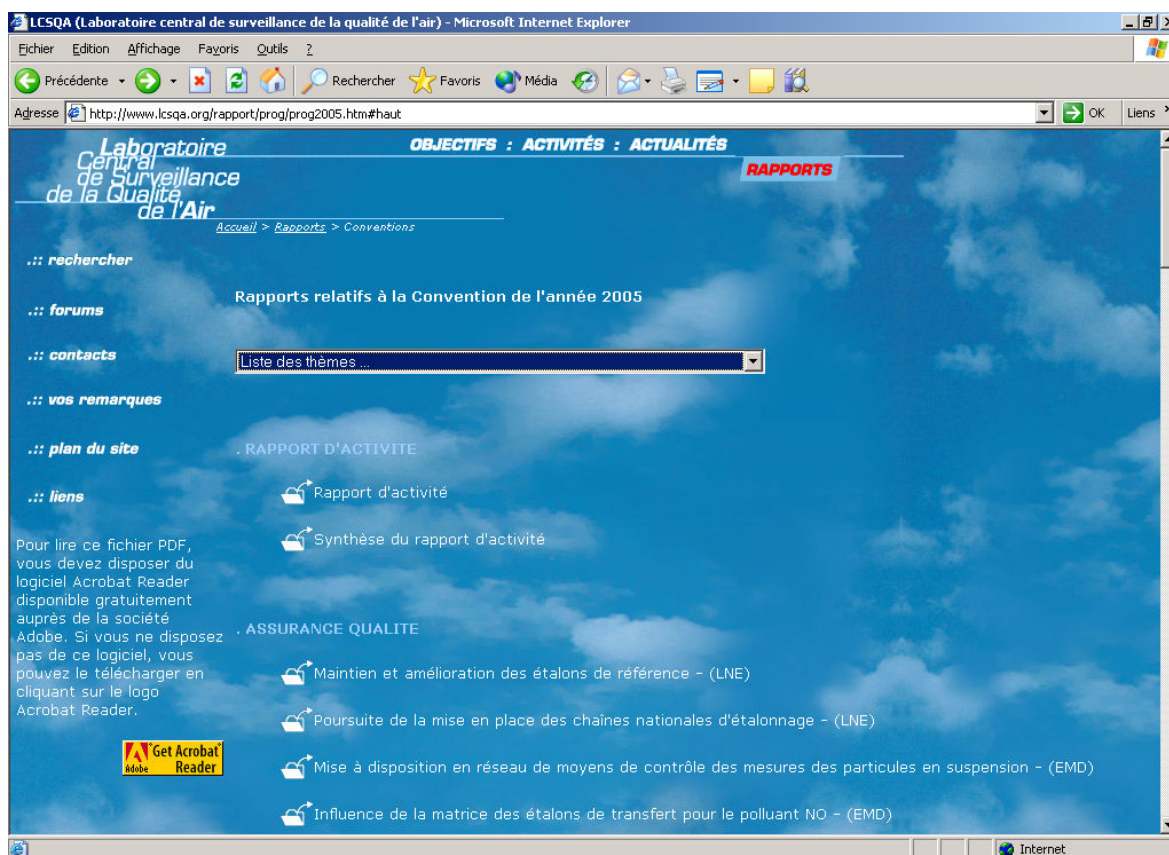 LCSQA (Laboratoire central de surveillance de la qualité de l'air) - Microsoft Internet Explorer
Fichier Edition Affichage Favoris Outils ?
Précédente Rechercher Favoris Média
Adresse http://www.lcsqa.org/rapport/prog/prog2005.htm#haut OK Liens
Laboratoire
Central
de Surveillance
de la Qualité
de l'Air
OBJECTIFS : ACTIVITÉS : ACTUALITÉS
RAPPORTS
Accueil > Rapports > Conventions
.:: rechercher
.:: forums
.:: contacts
.:: vos remarques
.:: plan du site
.:: liens
Pour lire ce fichier PDF,
vous devez disposer du
logiciel Acrobat Reader
disponible gratuitement
auprès de la société
Adobe. Si vous ne disposez
pas de ce logiciel, vous
pouvez le télécharger en
cliquant sur le logo
Acrobat Reader.
Adobe
Get Acrobat
Reader
Rapports relatifs à la Convention de l'année 2005
Liste des thèmes ...
. RAPPORT D'ACTIVITE
Rapport d'activité
Synthèse du rapport d'activité
. ASSURANCE QUALITE
Maintien et amélioration des étalons de référence - (LNE)
Poursuite de la mise en place des chaînes nationales d'étalonnage - (LNE)
Mise à disposition en réseau de moyens de contrôle des mesures des particules en suspension - (EMD)
Influence de la matrice des étalons de transfert pour le polluant NO - (EMD)
Internet